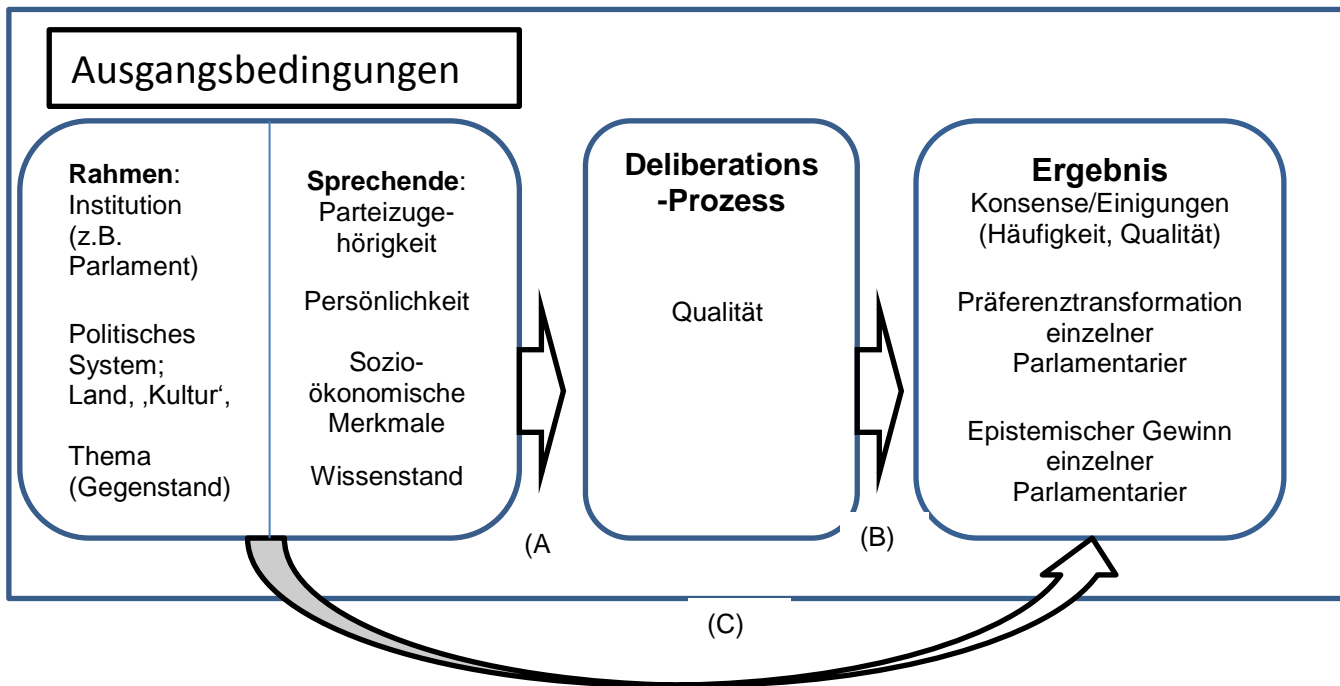 Ausgangsbedingungen
Rahmen:
Institution
(z.B.
Parlament)
Politisches
System;
Land, ‚Kultur‘,
Thema
(Gegenstand)
Sprechende:
Parteizuge-
hörigkeit
Persönlichkeit
Sozio-
ökonomische
Merkmale
Wissenstand
(A
Deliberations
-Prozess
Qualität
(B)
Ergebnis
Konsense/Einigungen
(Häufigkeit, Qualität)
Präferenztransformation
einzelner
Parlamentarier
Epistemischer Gewinn
einzelner
Parlamentarier
(C)